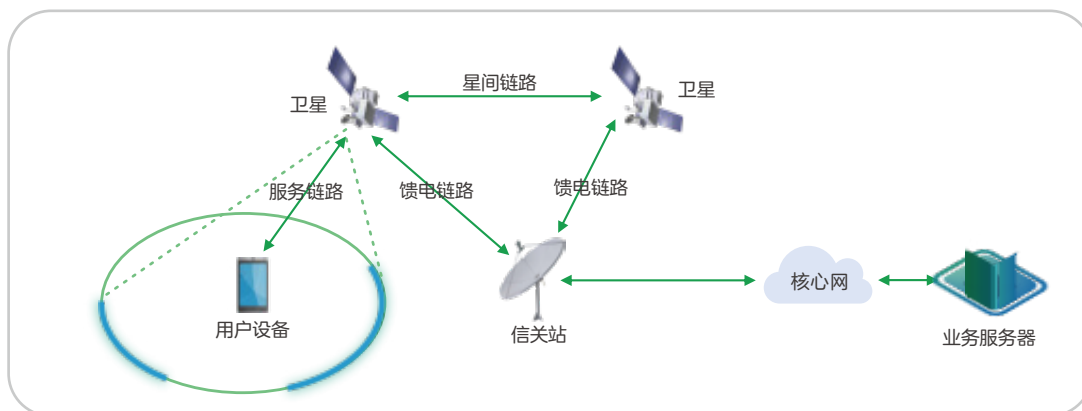 星间链路
卫星
卫星
服务链路
馈电链路
馈电链路
用户设备
信关站
核心网
业务服务器